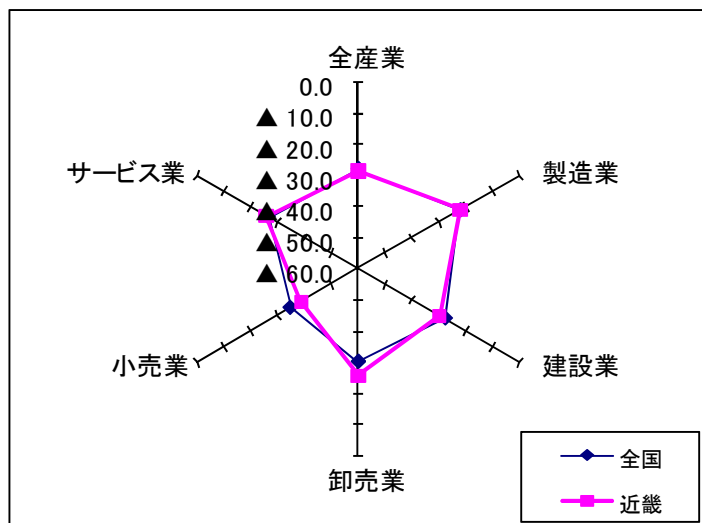 全産業
0.0
▲ 10.0
▲ 20.0
サービス業
製造業
▲ 30.0
▲ 40.0
▲ 50.0
▲ 60.0
小売業
建設業
卸売業
全国
近畿